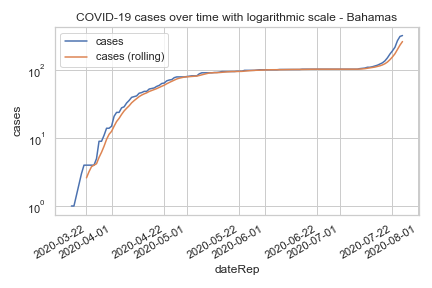 COVID-19 cases over time with logarithmic scale - Bahamas
cases
cases (rolling)
10²
10¹
10⁰
cases
2020-03-22
2020-04-01
2020-04-22
2020-05-01
2020-05-22
2020-06-01
2020-06-22
2020-07-01
2020-07-22
2020-08-01
dateRep